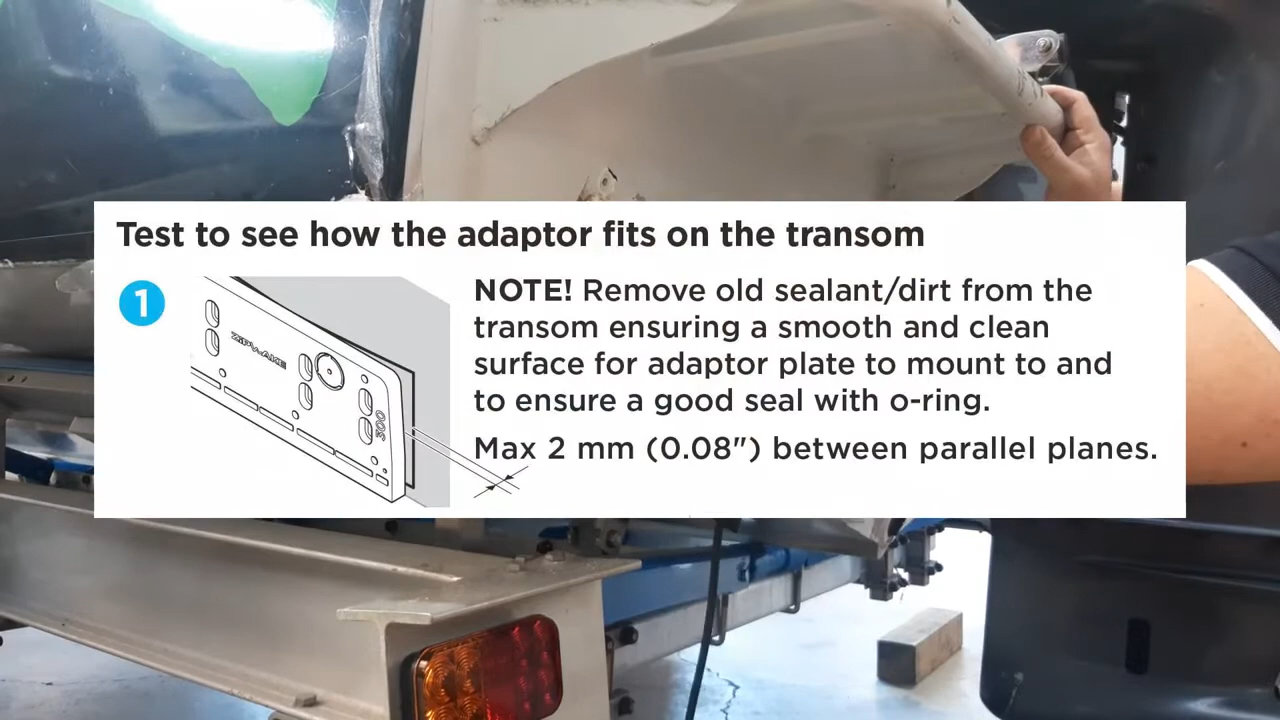 Test to see how the adaptor fits on the transom
1
NOTE! Remove old sealant/dirt from the
transom ensuring a smooth and clean
surface for adaptor plate to mount to and
to ensure a good seal with o-ring.
Max 2 mm (0.08") between parallel planes.
ZIPWAKE
300